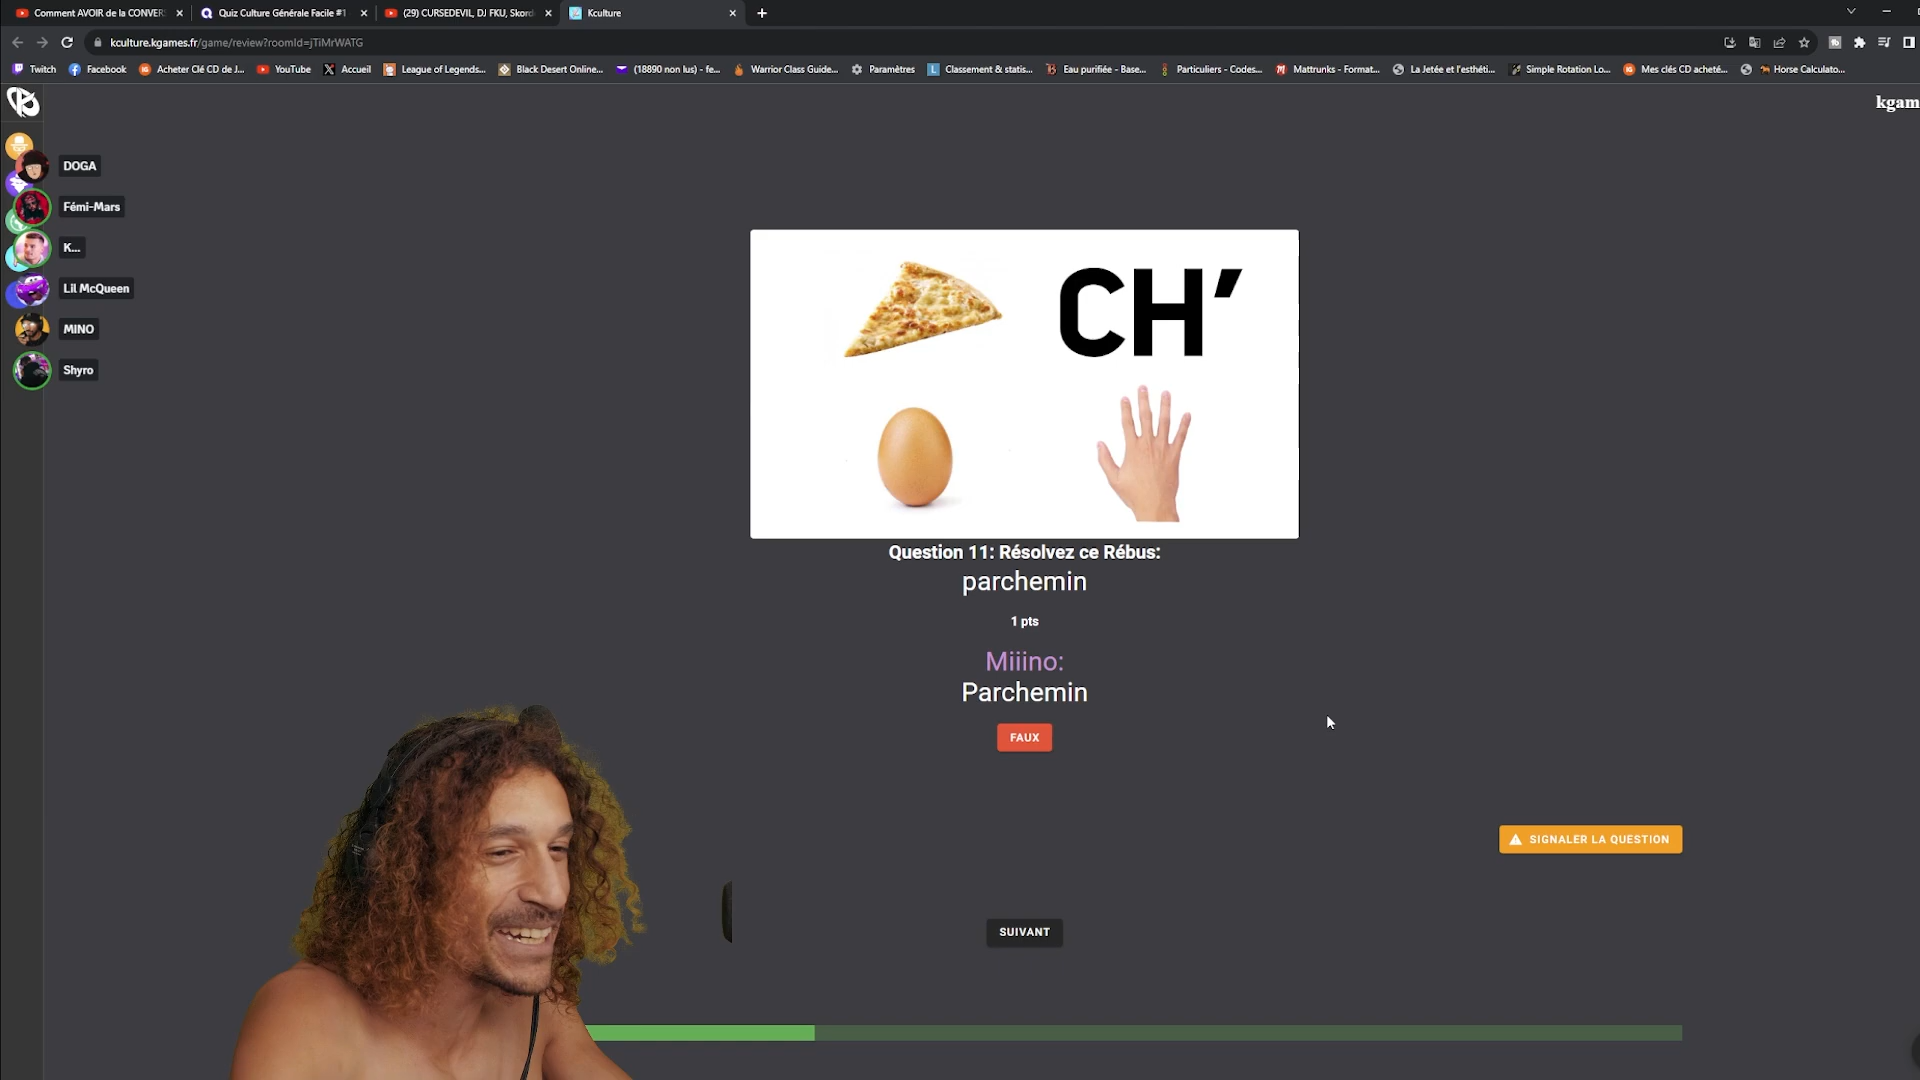 Comment AVOIR de la CONVER
Quiz Culture Générale Facile #1
(29) CURSEDEVIL, DJ FKU, Skord
Kculture
kculture.kgames.fr/game/review?roomId=jTiMrWATG
Twitch
Facebook
Acheter Clé CD de J...
YouTube
Accueil
League of Legends...
Black Desert Online...
(18890 non lus) - fe...
Warrior Class Guide...
Paramètres
Classement & statis...
Eau purifiée - Base...
Particuliers - Codes...
Mattrunks - Format...
La Jetée et l'esthéti...
Simple Rotation Lo...
Mes clés CD acheté...
Horse Calculato...
kgam
DOGA
Fémi-Mars
K...
Lil McQueen
MINO
Shyro
CH'
Question 11: Résolvez ce Rébus:
parchemin
1 pts
Miiino:
Parchemin
FAUX
SIGNALER LA QUESTION
SUIVANT